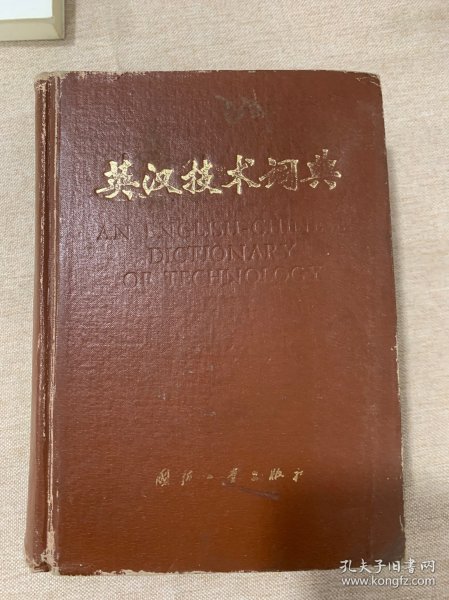 英汉技术词典
AN ENGLISH-CHINESE
DICTIONARY
OF TECHNOLOGY
国防工业出版社
孔夫子旧书网
www.kongfz.com